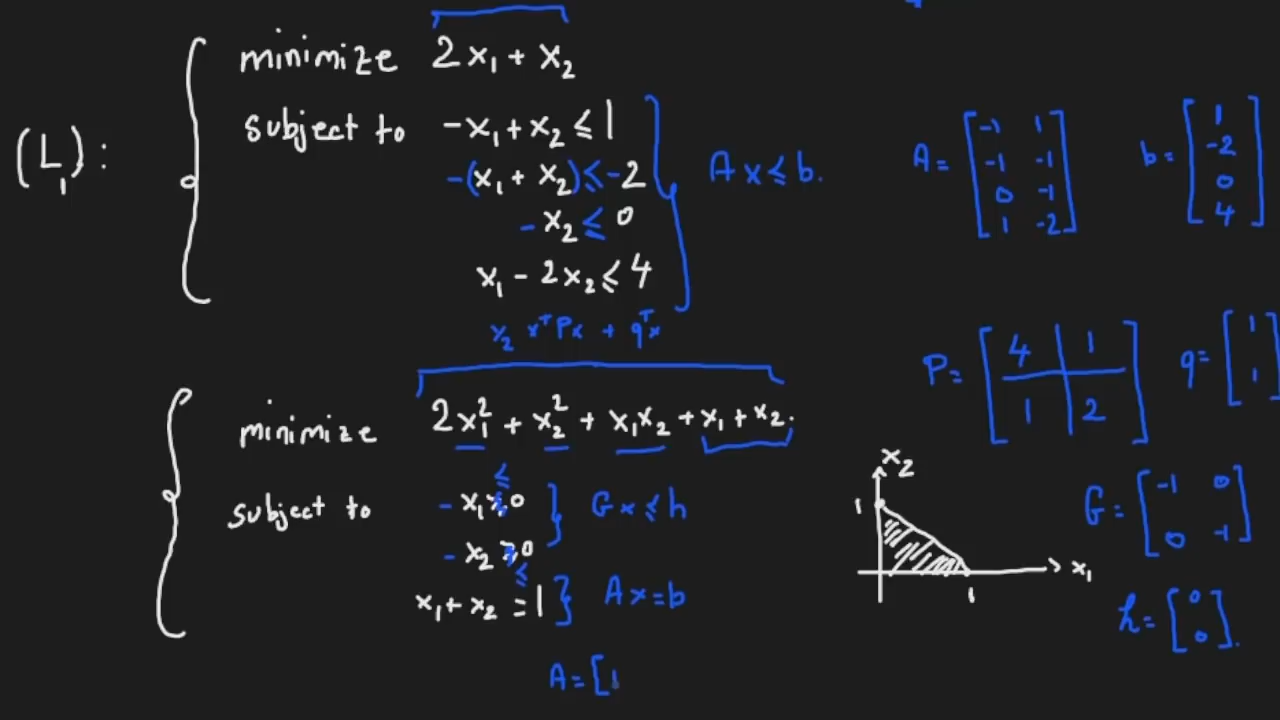 minimize 2x₁ + x₂
(L₁): subject to -x₁ + x₂ ≤ 1
-(x₁ + x₂) ≤ -2
-x₂ ≤ 0
x₁ - 2x₂ ≤ 4
Ax ≤ b.
A = [-1 1
-1 -1
0 -1
1 -2]
b = [1
-2
0
4]
½ xᵀPx + qᵀx
minimize 2x₁² + x₂² + x₁x₂ + x₁ + x₂.
subject to - x₁ ≤ 0
- x₂ ≤ 0
Gx ≤ h
x₁ + x₂ = 1
Ax = b
A = [1
P = [4 1
1 2]
q = [1
1]
x₂
1
x₁
1
G = [-1 0
0 -1]
h = [0
0].